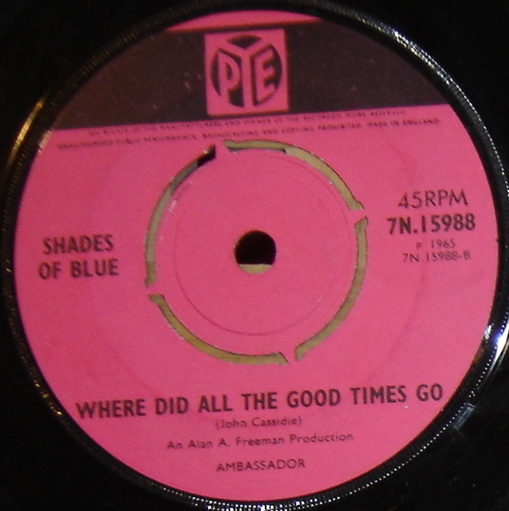 PYE
ALL RIGHTS OF THE MANUFACTURERS AND OWNER OF THE RECORDED WORK RESERVED
UNAUTHORISED PUBLIC PERFORMANCE, BROADCASTING AND COPYING PROHIBITED. MADE IN ENGLAND.
45RPM
7N.15988
P 1965
7N.15988-B
SHADES
OF BLUE
WHERE DID ALL THE GOOD TIMES GO
(John Cassidie)
An Alan A. Freeman Production
AMBASSADOR